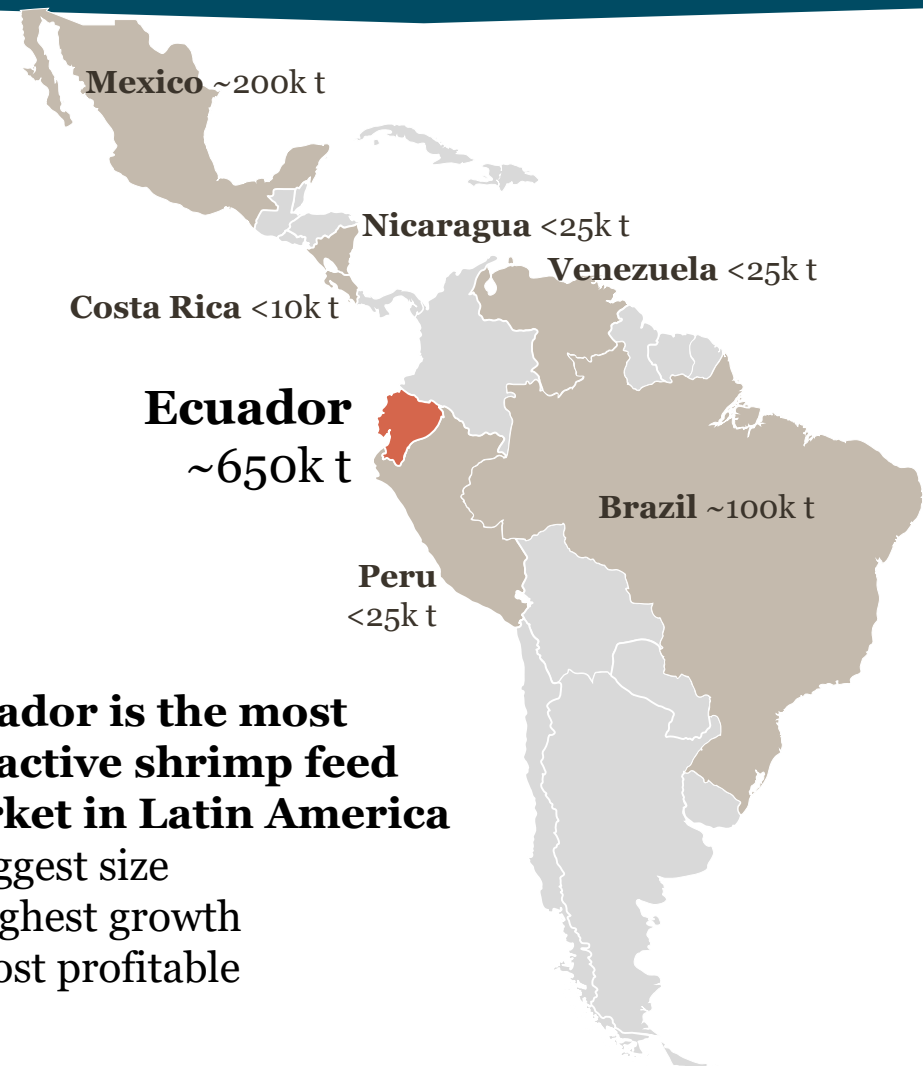 Mexico ~200k t
Nicaragua <25k t
Venezuela <25k t
Costa Rica <10k t
Ecuador
~650k t
Brazil ~100k t
Peru
<25k t
ador is the most
active shrimp feed
rket in Latin America
ggest size
ghest growth
ost profitable